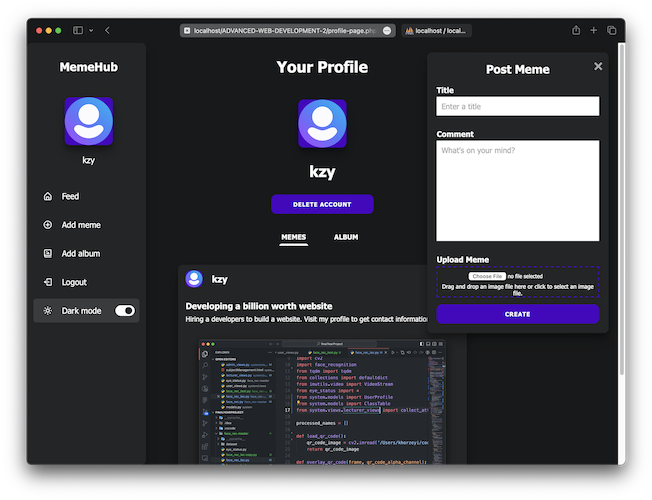 localhost/ADVANCED-WEB-DEVELOPMENT-2/profile-page.php
localhost / local...
MemeHub
kzy
Feed
Add meme
Add album
Logout
Dark mode
Your Profile
kzy
DELETE ACCOUNT
MEMES
ALBUM
kzy
Developing a billion worth website
Hiring a developers to build a website. Visit my profile to get contact information
import cv2
import face_recognition
from tqdm import tqdm
from collections import defaultdict
from imutils.video import VideoStream
from eye_status import *
from system.models import UserProfile
from system.models import ClassTable
from system.views.lecturer_views import import collect_at
processed_names = []
def load_qr_code():
qr_code_image = cv2.imread('/Users/kherzeyi/co
return qr_code_image
def overlay_qr_code(frame, qr_code_alpha_channel):
Post Meme
Title
Enter a title
Comment
What's on your mind?
Upload Meme
Choose File no file selected
Drag and drop an image file here or click to select an image
file.
CREATE